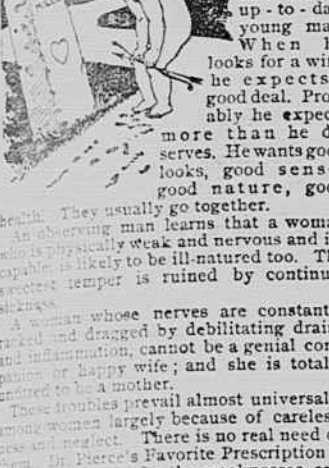 up-to-da
young ma
When h
looks for a wif
he expects
good deal. Pro
ably he expec
more than he d
serves. He wants goo
looks, good sens
good nature, goo
health. They usually go together.
An observing man learns that a woma
who is physically weak and nervous and i
capable, is likely to be ill-natured too. Th
sweetest temper is ruined by continu
sickness.
A woman whose nerves are constant
racked and dragged by debilitating drain
and inflammation, cannot be a genial com
panion or happy wife; and she is total
unfitted to be a mother.
These troubles prevail almost universal
among women largely because of careles
ness and neglect. There is no real need o
them. Dr. Pierce's Favorite Prescription